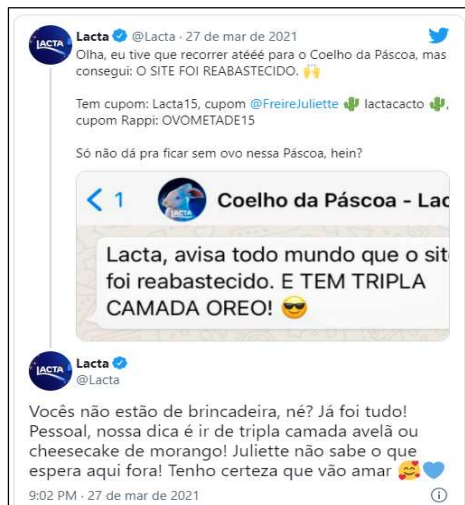 Lacta @Lacta · 27 de mar de 2021
Olha, eu tive que recorrer atééé para o Coelho da Páscoa, mas
consegui: O SITE FOI REABASTECIDO. 🙌
Tem cupom: Lacta15, cupom @FreireJuliette 🌵 lactacacto 🌵,
cupom Rappi: OVOMETADE15
Só não dá pra ficar sem ovo nessa Páscoa, hein?
1 Coelho da Páscoa - Lac
Lacta, avisa todo mundo que o sit
foi reabastecido. E TEM TRIPLA
CAMADA OREO! 😎
Lacta
@Lacta
Vocês não estão de brincadeira, né? Já foi tudo!
Pessoal, nossa dica é ir de tripla camada avelã ou
cheesecake de morango! Juliette não sabe o que
espera aqui fora! Tenho certeza que vão amar 🥰💙
9:02 PM · 27 de mar de 2021